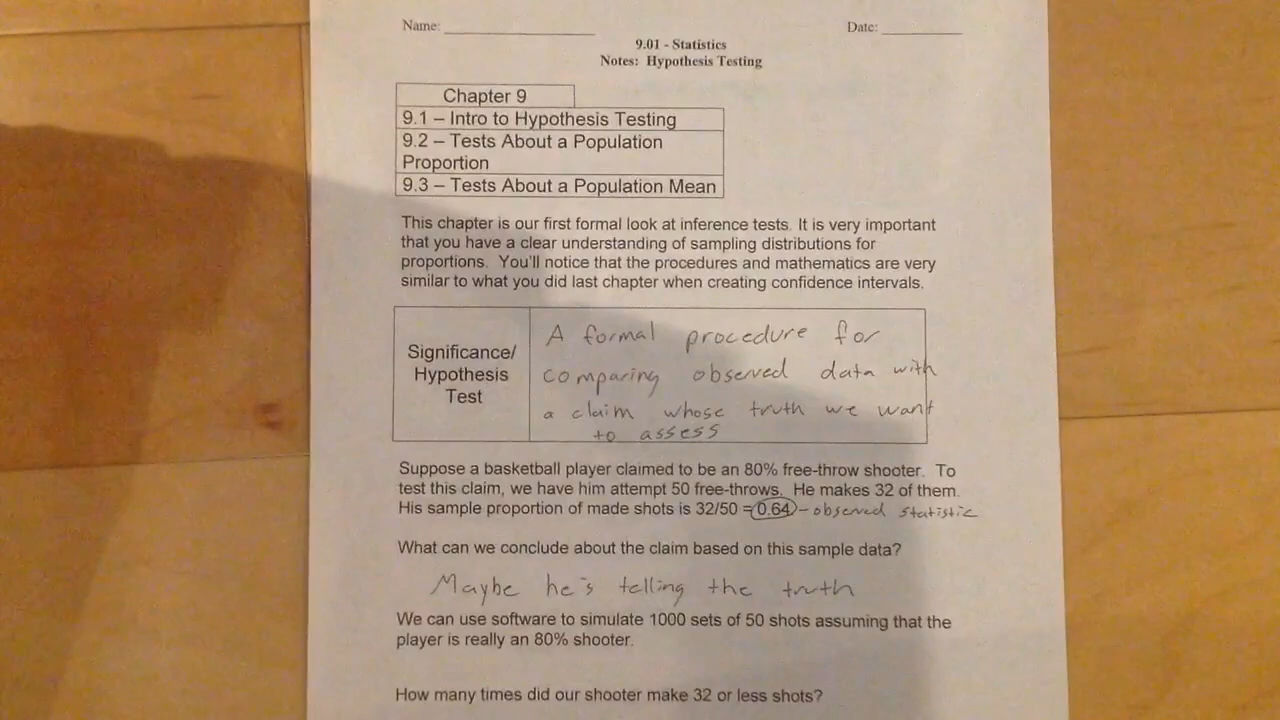 Name: ____________ Date: ________
9.01 - Statistics
Notes: Hypothesis Testing
Chapter 9
9.1 – Intro to Hypothesis Testing
9.2 – Tests About a Population
Proportion
9.3 – Tests About a Population Mean
This chapter is our first formal look at inference tests. It is very important
that you have a clear understanding of sampling distributions for
proportions. You'll notice that the procedures and mathematics are very
similar to what you did last chapter when creating confidence intervals.
Significance/
Hypothesis
Test
A formal procedure for
comparing observed data with
a claim whose truth we want
to assess
Suppose a basketball player claimed to be an 80% free-throw shooter. To
test this claim, we have him attempt 50 free-throws. He makes 32 of them.
His sample proportion of made shots is 32/50 = 0.64 – observed statistic
What can we conclude about the claim based on this sample data?
Maybe he's telling the truth
We can use software to simulate 1000 sets of 50 shots assuming that the
player is really an 80% shooter.
How many times did our shooter make 32 or less shots?